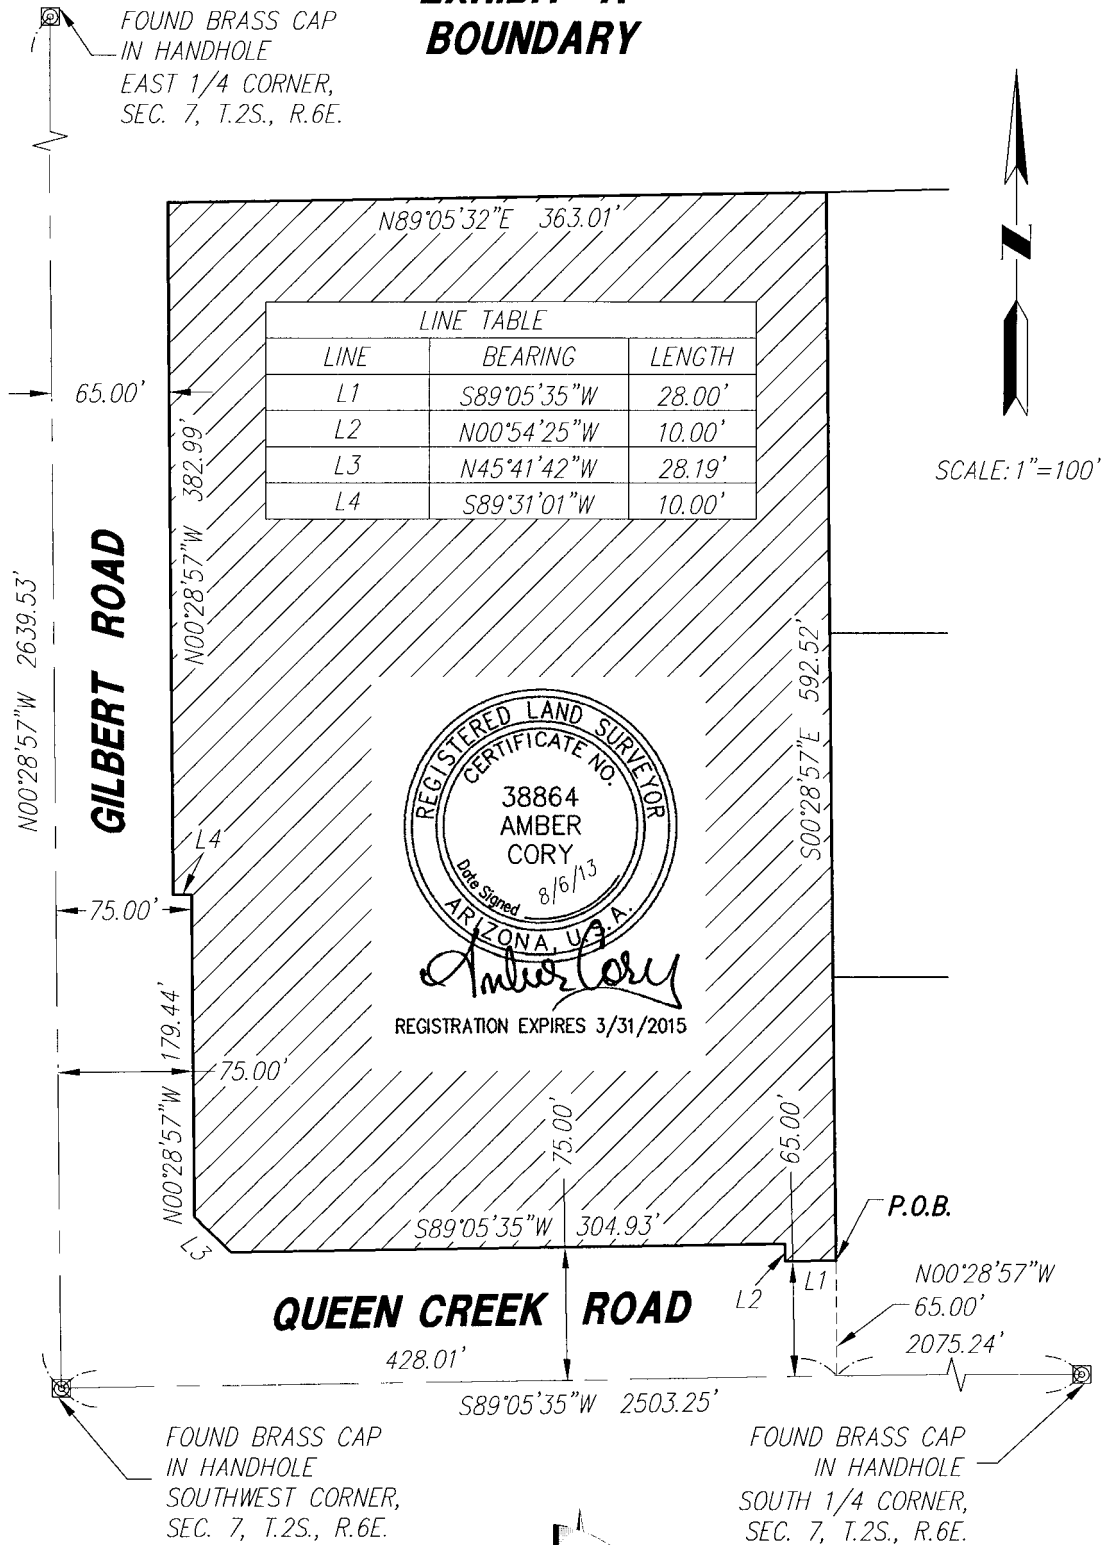 BOUNDARY
FOUND BRASS CAP
IN HANDHOLE
EAST 1/4 CORNER,
SEC. 7, T.2S., R.6E.
N89°05'32"E 363.01'
LINE TABLE
LINE BEARING LENGTH
L1 S89°05'35"W 28.00'
L2 N00°54'25"W 10.00'
L3 N45°41'42"W 28.19'
L4 S89°31'01"W 10.00'
65.00'
N00°28'57"W 382.99'
N
SCALE: 1"=100'
N00°28'57"W 2639.53'
GILBERT ROAD
S00°28'57"E 592.52'
REGISTERED LAND SURVEYOR
CERTIFICATE NO.
38864
AMBER
CORY
Date Signed 8/6/13
ARIZONA, U.S.A.
Amber Cory
REGISTRATION EXPIRES 3/31/2015
L4
75.00'
N00°28'57"W 179.44'
75.00'
75.00'
65.00'
S89°05'35"W 304.93'
P.O.B.
L3
L2
L1
N00°28'57"W
65.00'
QUEEN CREEK ROAD
2075.24'
428.01'
S89°05'35"W 2503.25'
FOUND BRASS CAP
IN HANDHOLE
SOUTHWEST CORNER,
SEC. 7, T.2S., R.6E.
FOUND BRASS CAP
IN HANDHOLE
SOUTH 1/4 CORNER,
SEC. 7, T.2S., R.6E.